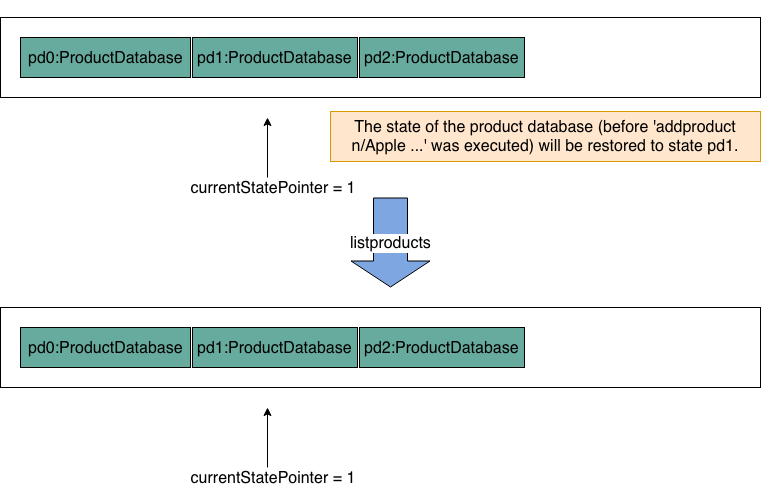 pd0:ProductDatabase pd1:ProductDatabase pd2:ProductDatabase
The state of the product database (before 'addproduct
n/Apple ...' was executed) will be restored to state pd1.
currentStatePointer = 1
listproducts
pd0:ProductDatabase pd1:ProductDatabase pd2:ProductDatabase
currentStatePointer = 1